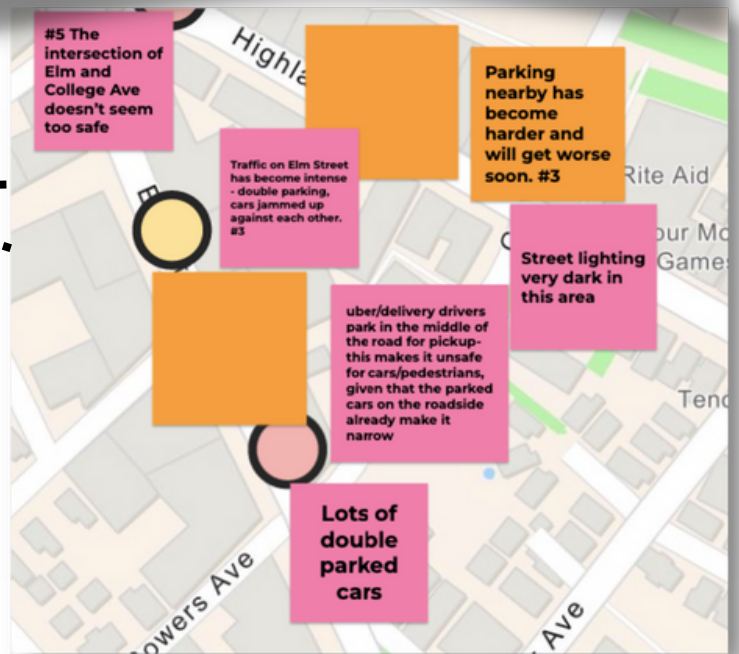 #5 The
intersection of
Elm and
College Ave
doesn't seem
too safe
Highla
Parking
nearby has
become
harder and
will get worse
soon. #3
Traffic on Elm Street
has become intense
- double parking,
cars jammed up
against each other.
#3
Rite Aid
our Mo
Games
Street lighting
very dark in
this area
uber/delivery drivers
park in the middle of
the road for pickup-
this makes it unsafe
for cars/pedestrians,
given that the parked
cars on the roadside
already make it
narrow
Tend
Lots of
double
parked
cars
owers Ave
Ave